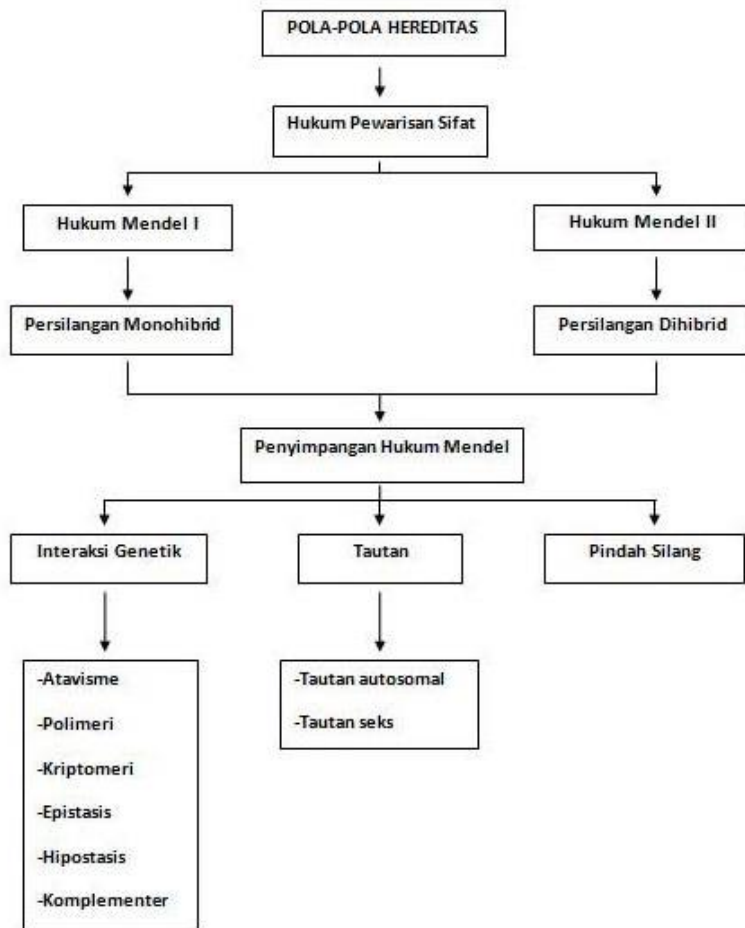 POLA-POLA HEREDITAS
Hukum Pewarisan Sifat
Hukum Mendel I
Hukum Mendel II
Persilangan Monohibrid
Persilangan Dihibrid
Penyimpangan Hukum Mendel
Interaksi Genetik
Tautan
Pindah Silang
-Atavisme
-Polimeri
-Kriptomeri
-Epistasis
-Hipostasis
-Komplementer
-Tautan autosomal
-Tautan seks